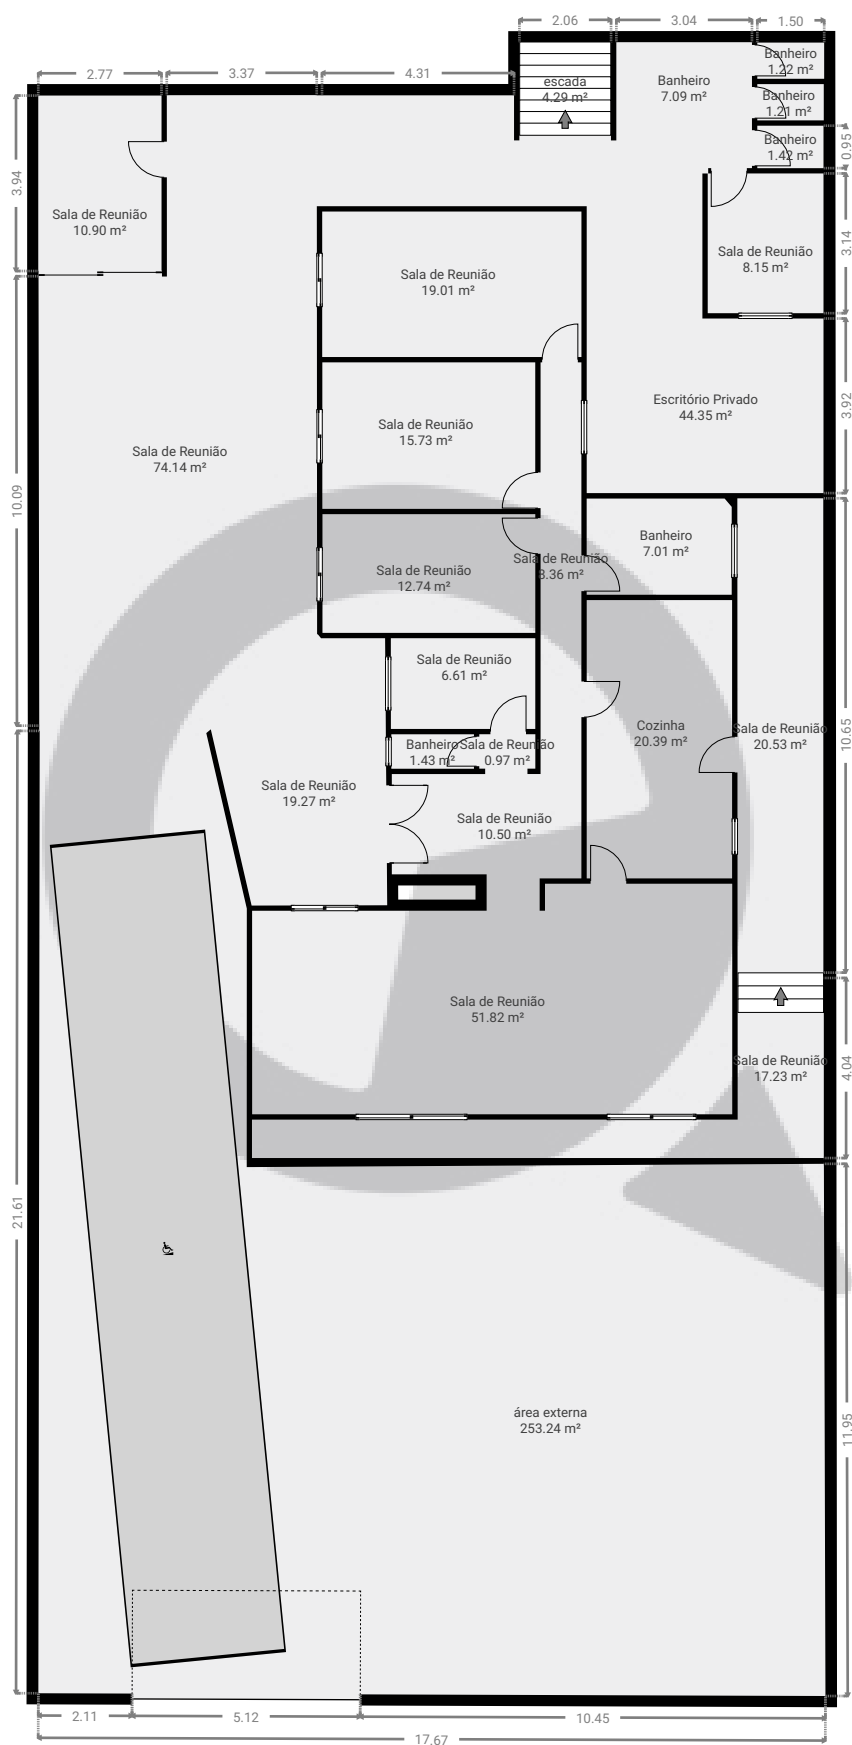 2.06
3.04
1.50
2.77
3.37
4.31
Banheiro
1.22 m²
escada
4.29 m²
Banheiro
7.09 m²
Banheiro
1.21 m²
Banheiro
1.42 m²
0.95
3.94
Sala de Reunião
10.90 m²
Sala de Reunião
8.15 m²
3.14
Sala de Reunião
19.01 m²
Escritório Privado
44.35 m²
3.92
Sala de Reunião
15.73 m²
Sala de Reunião
74.14 m²
10.09
Banheiro
7.01 m²
Sala de Reunião
8.36 m²
Sala de Reunião
12.74 m²
Sala de Reunião
6.61 m²
Cozinha
20.39 m²
Sala de Reunião
20.53 m²
10.65
Banheiro
1.43 m²
Sala de Reunião
0.97 m²
Sala de Reunião
19.27 m²
Sala de Reunião
10.50 m²
Sala de Reunião
51.82 m²
Sala de Reunião
17.23 m²
4.04
21.61
área externa
253.24 m²
11.95
2.11
5.12
10.45
17.67